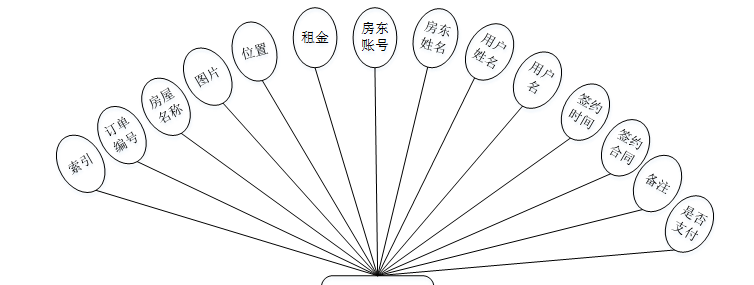 索引
订单
编号
房屋
名称
图片
位置
租金
房东
账号
房东
姓名
用户
姓名
用户
名
签约
时间
签约
合同
备注
是否
支付